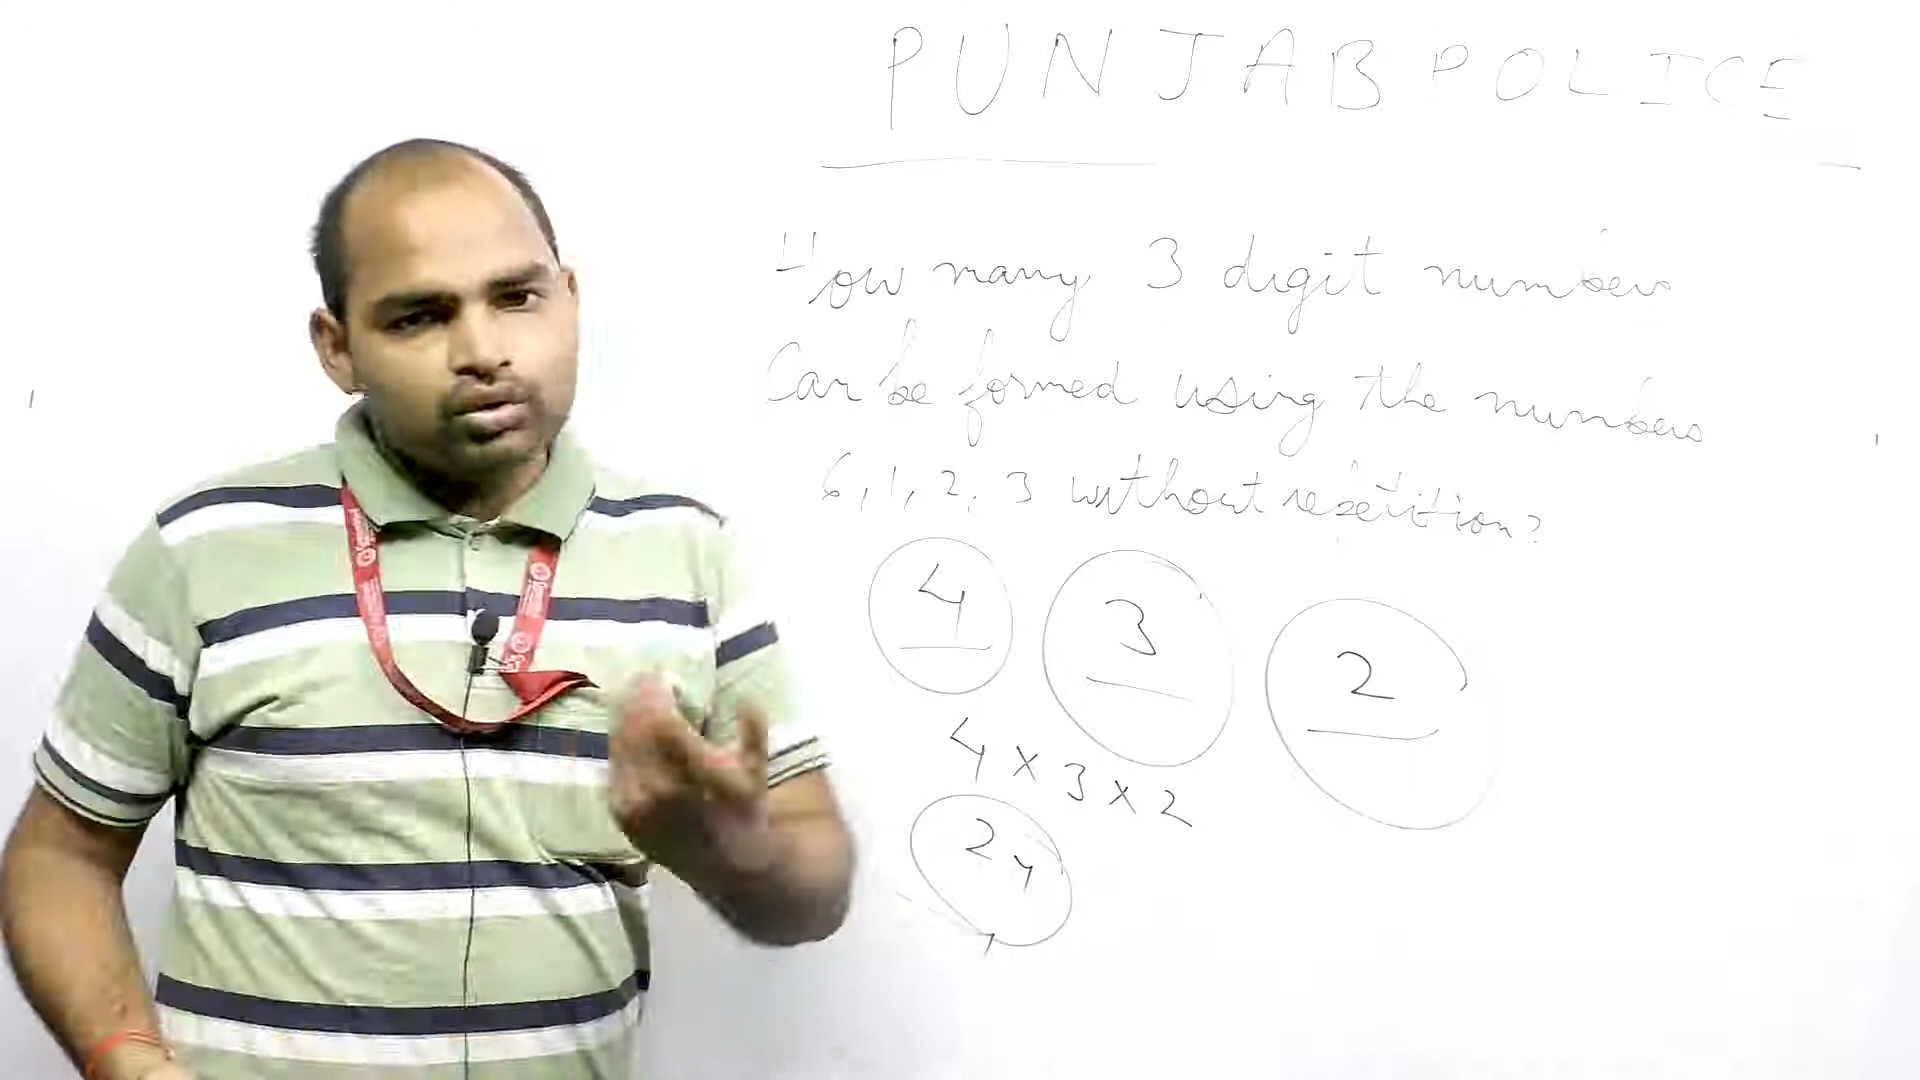 PUNJAB POLICE
How many 3 digit numbers
Can be formed using the numbers
6, 1, 2, 3 without repetition?
4 3 2
4 × 3 × 2
24